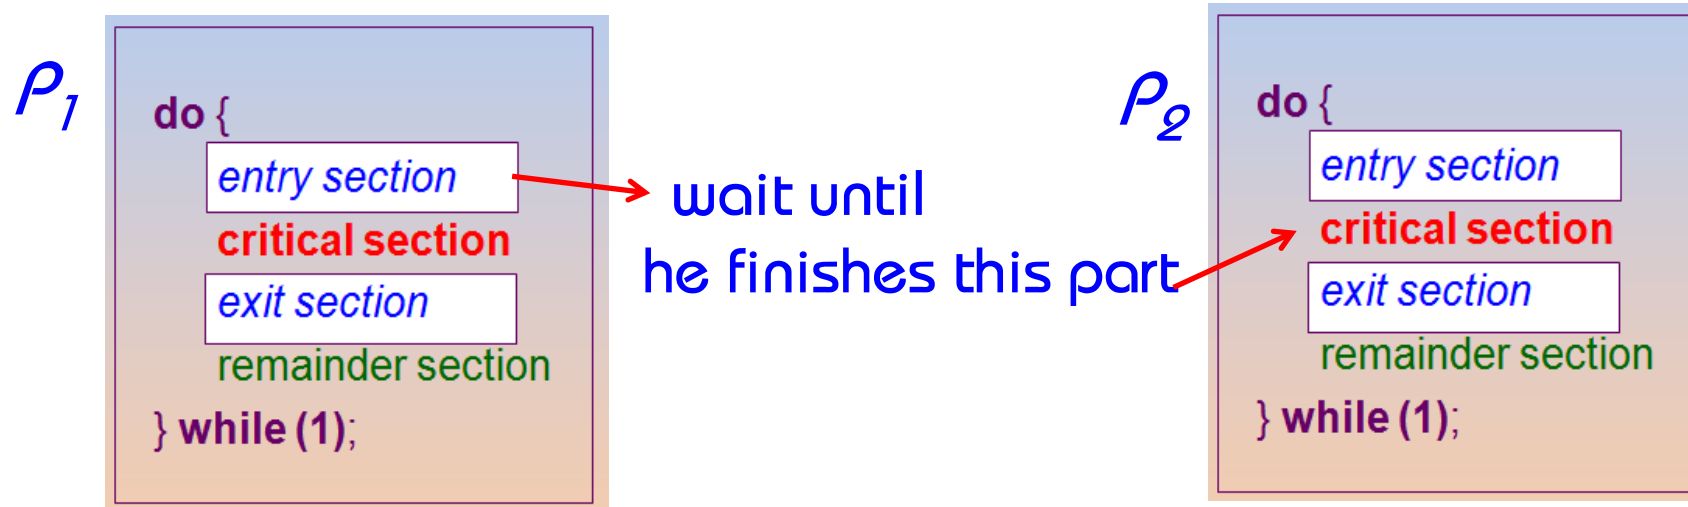 P1
do {
entry section
critical section
exit section
remainder section
} while (1);
wait until
he finishes this part
P2
do {
entry section
critical section
exit section
remainder section
} while (1);